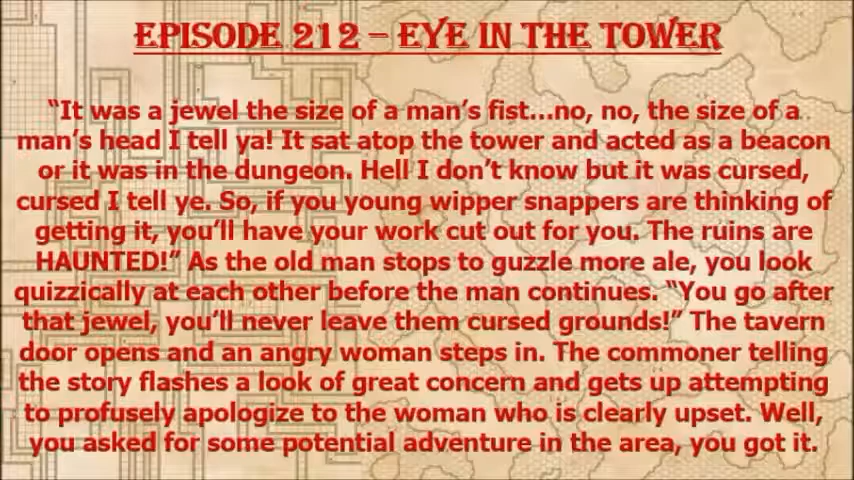 EPISODE 212 – EYE IN THE TOWER
“It was a jewel the size of a man’s fist…no, no, the size of a
man’s head I tell ya! It sat atop the tower and acted as a beacon
or it was in the dungeon. Hell I don’t know but it was cursed,
cursed I tell ye. So, if you young wipper snappers are thinking of
getting it, you’ll have your work cut out for you. The ruins are
HAUNTED!” As the old man stops to guzzle more ale, you look
quizzically at each other before the man continues. “You go after
that jewel, you’ll never leave them cursed grounds!” The tavern
door opens and an angry woman steps in. The commoner telling
the story flashes a look of great concern and gets up attempting
to profusely apologize to the woman who is clearly upset. Well,
you asked for some potential adventure in the area, you got it.